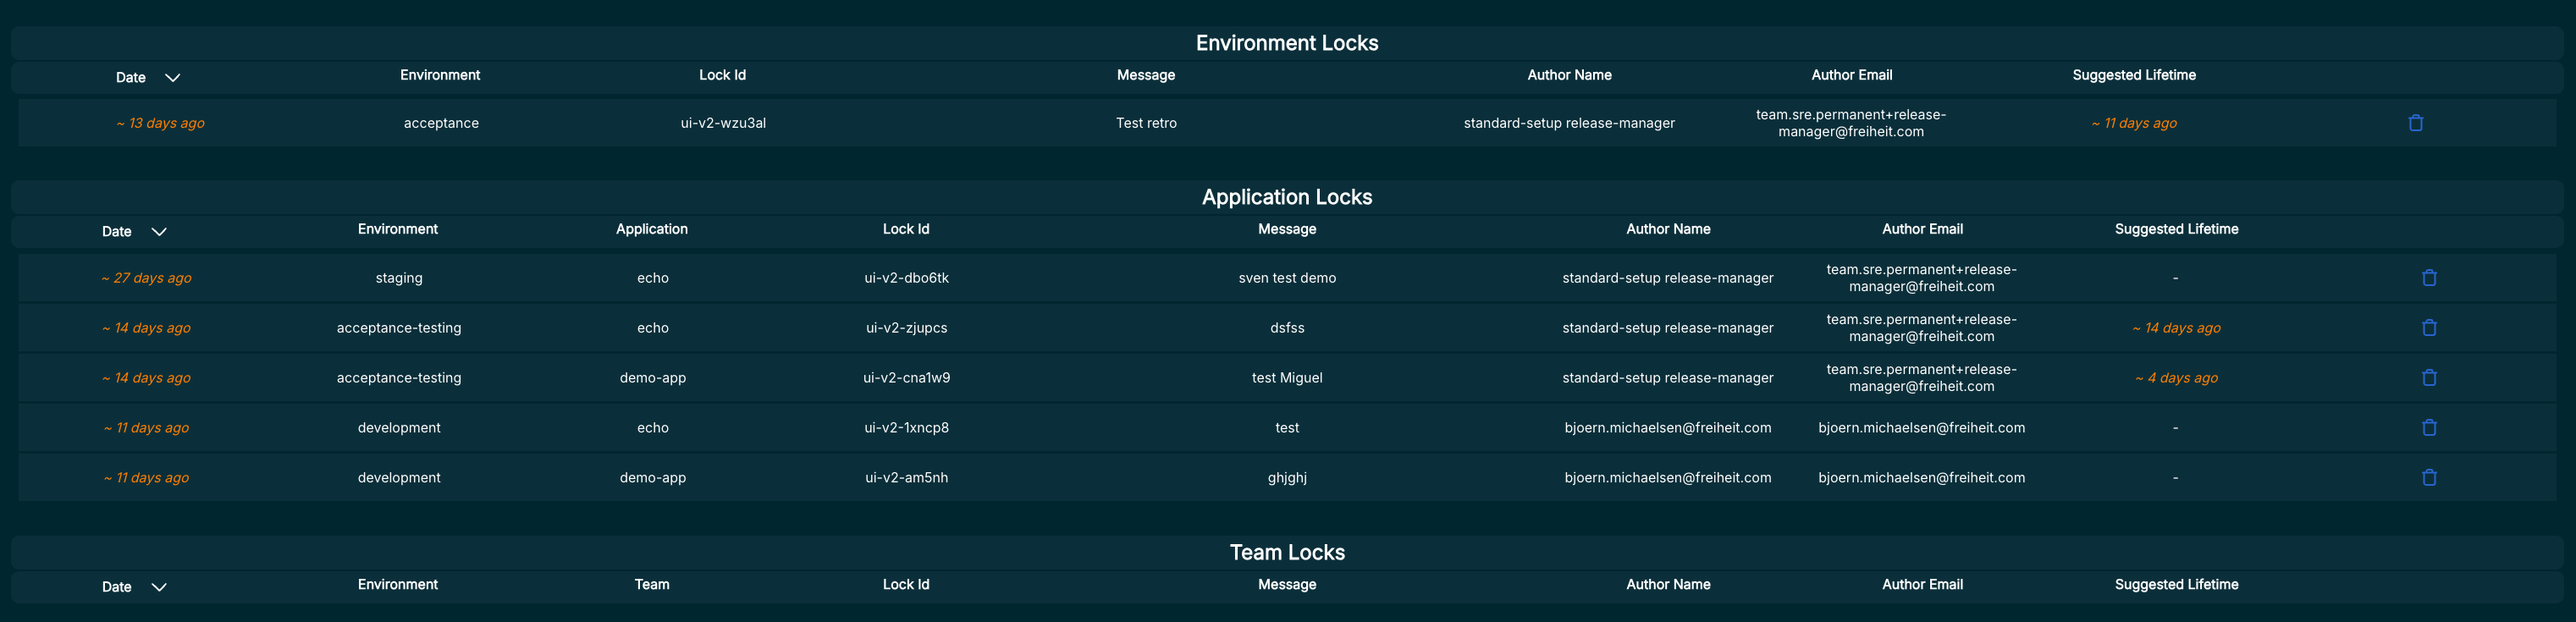 Environment Locks
Date Environment Lock Id Message Author Name Author Email Suggested Lifetime
~ 13 days ago acceptance ui-v2-wzu3al Test retro standard-setup release-manager team.sre.permanent+release-
manager@freiheit.com ~ 11 days ago
Application Locks
Date Environment Application Lock Id Message Author Name Author Email Suggested Lifetime
~ 27 days ago staging echo ui-v2-dbo6tk sven test demo standard-setup release-manager team.sre.permanent+release-
manager@freiheit.com -
~ 14 days ago acceptance-testing echo ui-v2-zjupcs dsfss standard-setup release-manager team.sre.permanent+release-
manager@freiheit.com ~ 14 days ago
~ 14 days ago acceptance-testing demo-app ui-v2-cna1w9 test Miguel standard-setup release-manager team.sre.permanent+release-
manager@freiheit.com ~ 4 days ago
~ 11 days ago development echo ui-v2-1xncp8 test bjoern.michaelsen@freiheit.com bjoern.michaelsen@freiheit.com -
~ 11 days ago development demo-app ui-v2-am5nh ghjghj bjoern.michaelsen@freiheit.com bjoern.michaelsen@freiheit.com -
Team Locks
Date Environment Team Lock Id Message Author Name Author Email Suggested Lifetime